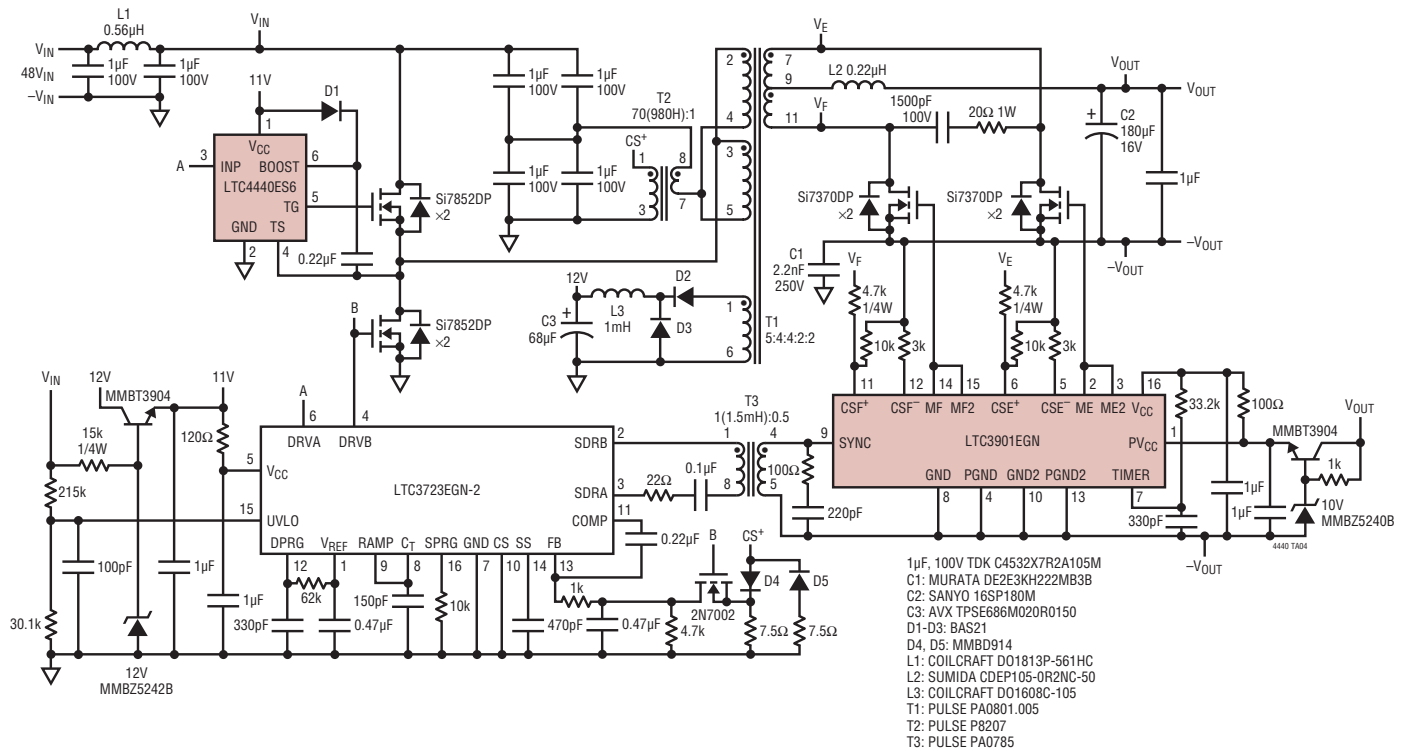 L1
0.56µH
VIN
VIN
48VIN
–VIN
1µF
100V
1µF
100V
11V
D1
1
VCC
3
A
INP
BOOST
6
LTC4440ES6
5
TG
GND
TS
2
4
0.22µF
Si7852DP
×2
B
Si7852DP
×2
1µF
100V
1µF
100V
1µF
100V
1µF
100V
T2
70(980H):1
CS+
1
8
3
7
12V
C3
68µF
+
L3
1mH
D2
D3
2
4
3
5
1
6
T1
5:4:4:2:2
VE
7
9
11
L2 0.22µH
VF
1500pF
100V
20Ω 1W
VOUT
VOUT
+
C2
180µF
16V
1µF
–VOUT
–VOUT
Si7370DP
×2
Si7370DP
×2
C1
2.2nF
250V
VF
4.7k
1/4W
10k
3k
VE
4.7k
1/4W
10k
3k
11
12
14
15
6
5
2
3
16
CSF+
CSF–
MF
MF2
CSE+
CSE–
ME
ME2
VCC
9
SYNC
LTC3901EGN
PVCC
1
GND
PGND
GND2
PGND2
TIMER
8
4
10
13
7
33.2k
100Ω
VOUT
MMBT3904
1k
1µF
1µF
330pF
10V
MMBZ5240B
4440 TA04
–VOUT
VIN
12V
MMBT3904
11V
15k
1/4W
120Ω
215k
30.1k
100pF
12V
MMBZ5242B
1µF
1µF
A
6
4
DRVA
DRVB
5
VCC
15
UVLO
LTC3723EGN-2
SDRB
2
SDRA
3
COMP
11
DPRG
VREF
RAMP
CT
SPRG
GND
CS
SS
FB
12
1
9
8
16
7
10
14
13
62k
330pF
0.47µF
150pF
10k
470pF
1k
0.47µF
4.7k
0.22µF
22Ω
0.1µF
T3
1(1.5mH):0.5
1
4
8
5
100Ω
220pF
B
2N7002
CS+
D4
D5
7.5Ω
7.5Ω
1µF, 100V TDK C4532X7R2A105M
C1: MURATA DE2E3KH222MB3B
C2: SANYO 16SP180M
C3: AVX TPSE686M020R0150
D1-D3: BAS21
D4, D5: MMBD914
L1: COILCRAFT DO1813P-561HC
L2: SUMIDA CDEP105-0R2NC-50
L3: COILCRAFT DO1608C-105
T1: PULSE PA0801.005
T2: PULSE P8207
T3: PULSE PA0785